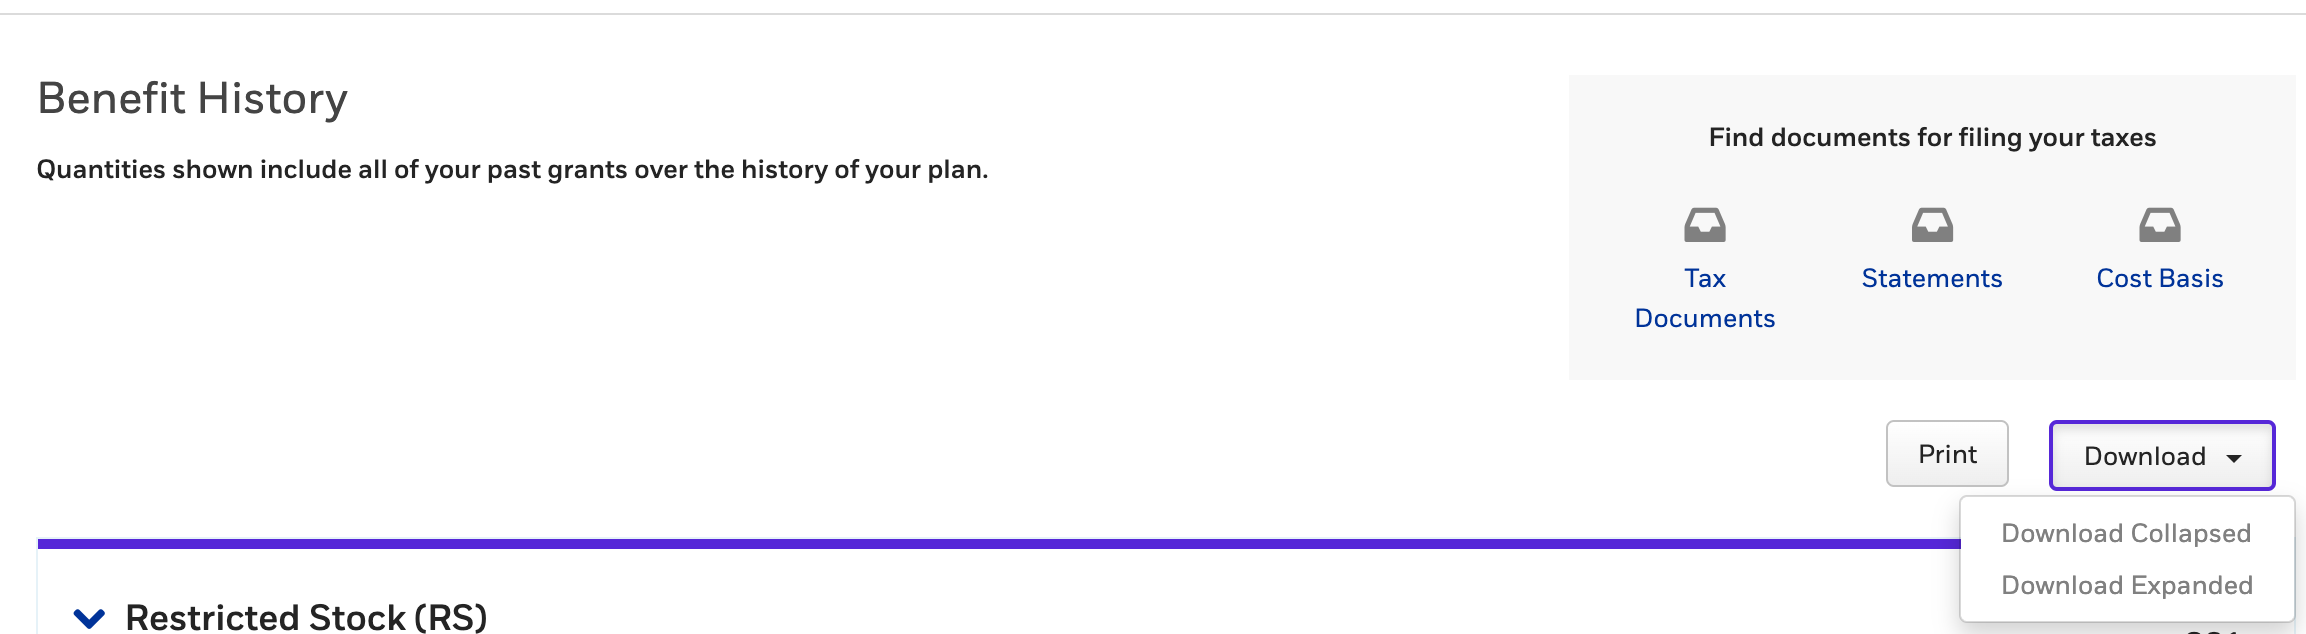 Benefit History
Quantities shown include all of your past grants over the history of your plan.
Find documents for filing your taxes
Tax
Documents
Statements
Cost Basis
Print
Download
Download Collapsed
Download Expanded
Restricted Stock (RS)